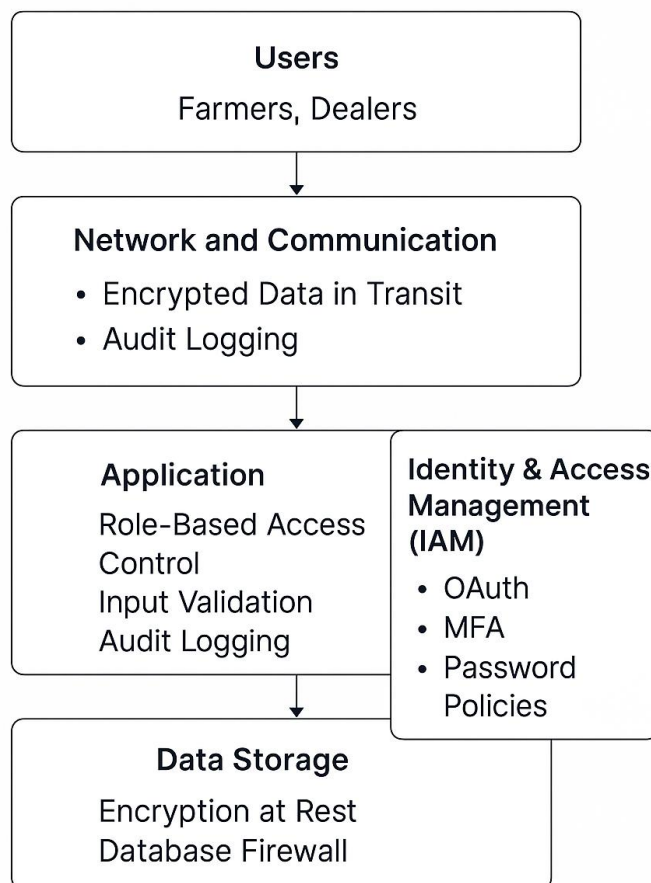 Users
Farmers, Dealers
Network and Communication
• Encrypted Data in Transit
• Audit Logging
Application
Role-Based Access
Control
Input Validation
Audit Logging
Identity & Access
Management
(IAM)
• OAuth
• MFA
• Password
Policies
Data Storage
Encryption at Rest
Database Firewall